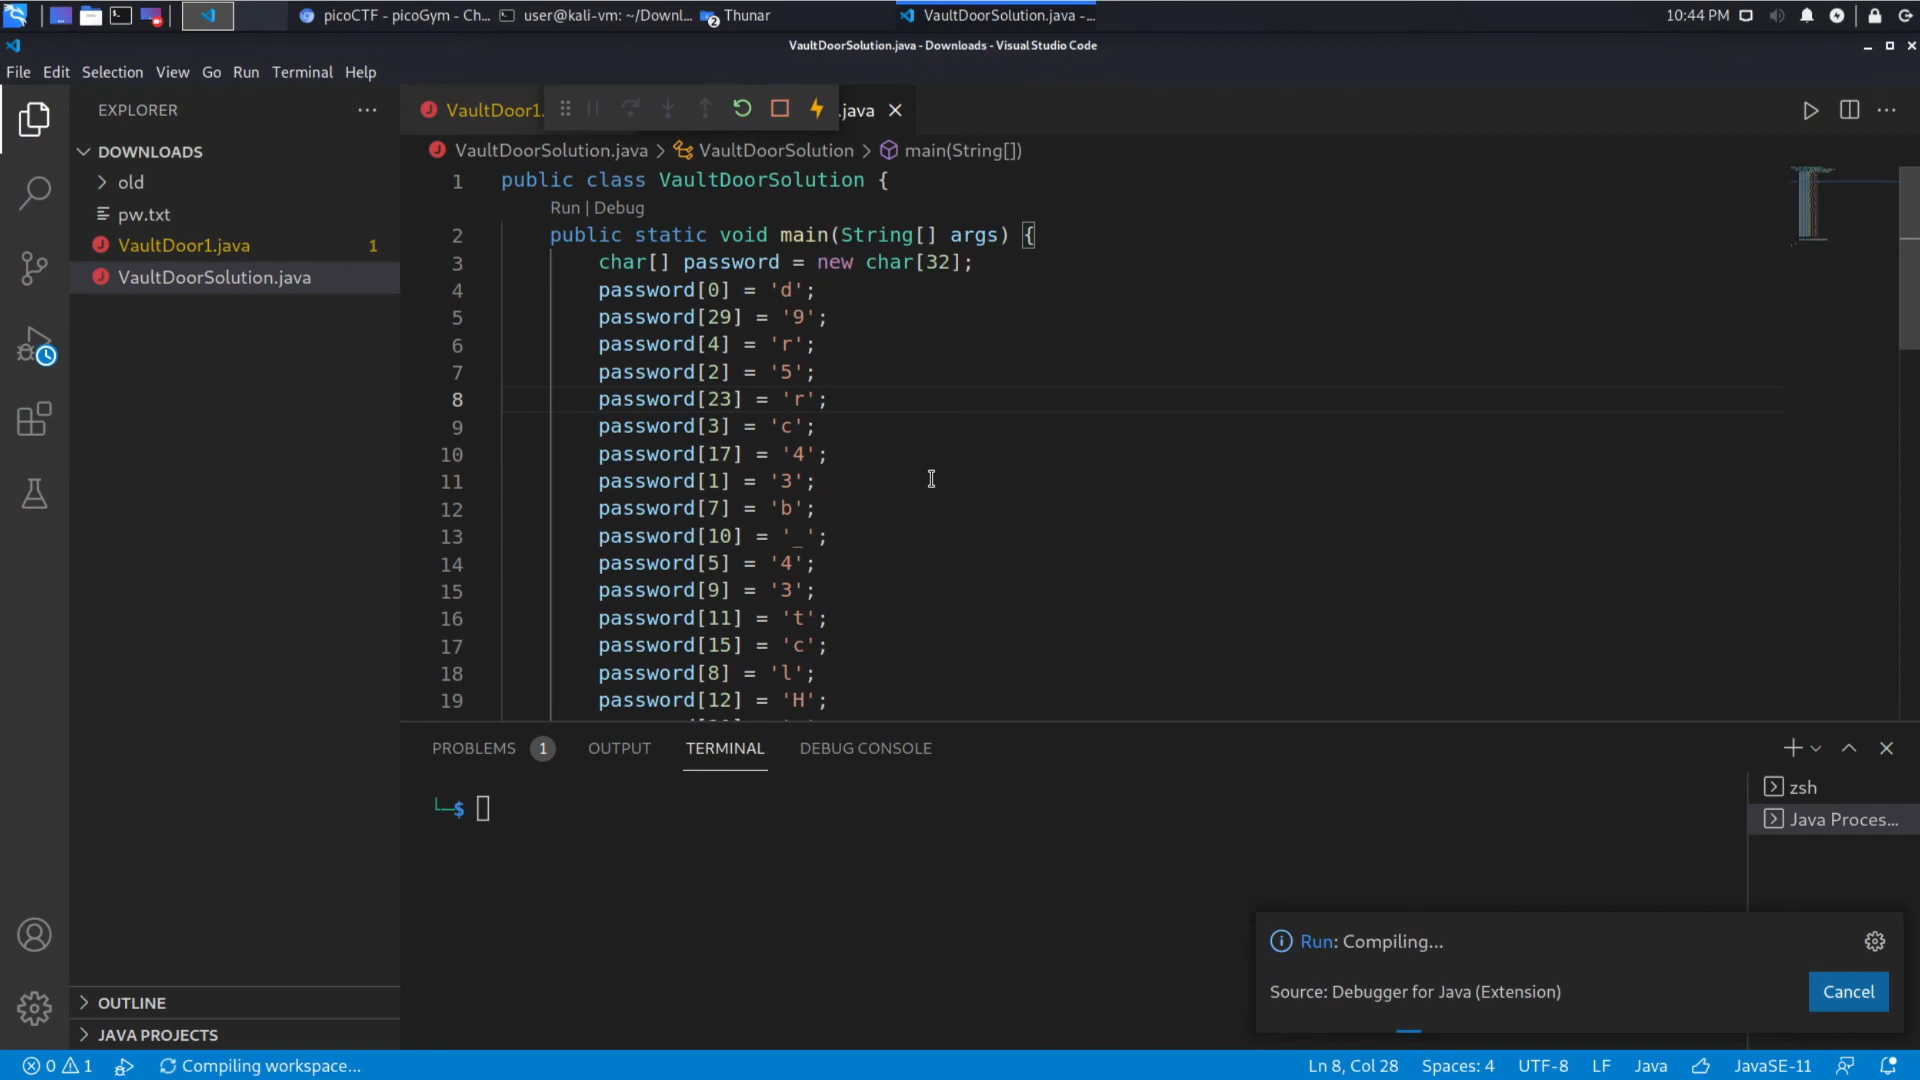 picoCTF - picoGym - Ch...
user@kali-vm: ~/Downl...
Thunar
VaultDoorSolution.java -...
10:44 PM
VaultDoorSolution.java - Downloads - Visual Studio Code
File Edit Selection View Go Run Terminal Help
EXPLORER
VaultDoor1.
.java
DOWNLOADS
old
pw.txt
VaultDoor1.java 1
VaultDoorSolution.java
VaultDoorSolution.java > VaultDoorSolution > main(String[])
1 public class VaultDoorSolution {
Run | Debug
2 public static void main(String[] args) {
3 char[] password = new char[32];
4 password[0] = 'd';
5 password[29] = '9';
6 password[4] = 'r';
7 password[2] = '5';
8 password[23] = 'r';
9 password[3] = 'c';
10 password[17] = '4';
11 password[1] = '3';
12 password[7] = 'b';
13 password[10] = '_';
14 password[5] = '4';
15 password[9] = '3';
16 password[11] = 't';
17 password[15] = 'c';
18 password[8] = 'l';
19 password[12] = 'H';
PROBLEMS 1 OUTPUT TERMINAL DEBUG CONSOLE
└─$
zsh
Java Proces...
Run: Compiling...
Source: Debugger for Java (Extension)
Cancel
OUTLINE
JAVA PROJECTS
0 1 Compiling workspace...
Ln 8, Col 28 Spaces: 4 UTF-8 LF Java JavaSE-11